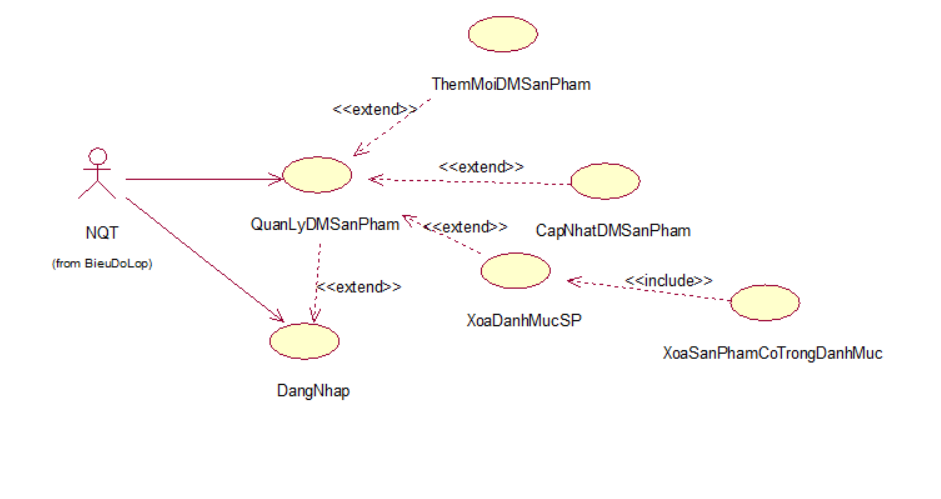 ThemMoiDMSanPham
<<extend>>
<<extend>>
NQT
(from BieuDoLop)
QuanLyDMSanPham
<<extend>>
CapNhatDMSanPham
<<extend>>
<<include>>
XoaDanhMucSP
XoaSanPhamCoTrongDanhMuc
DangNhap